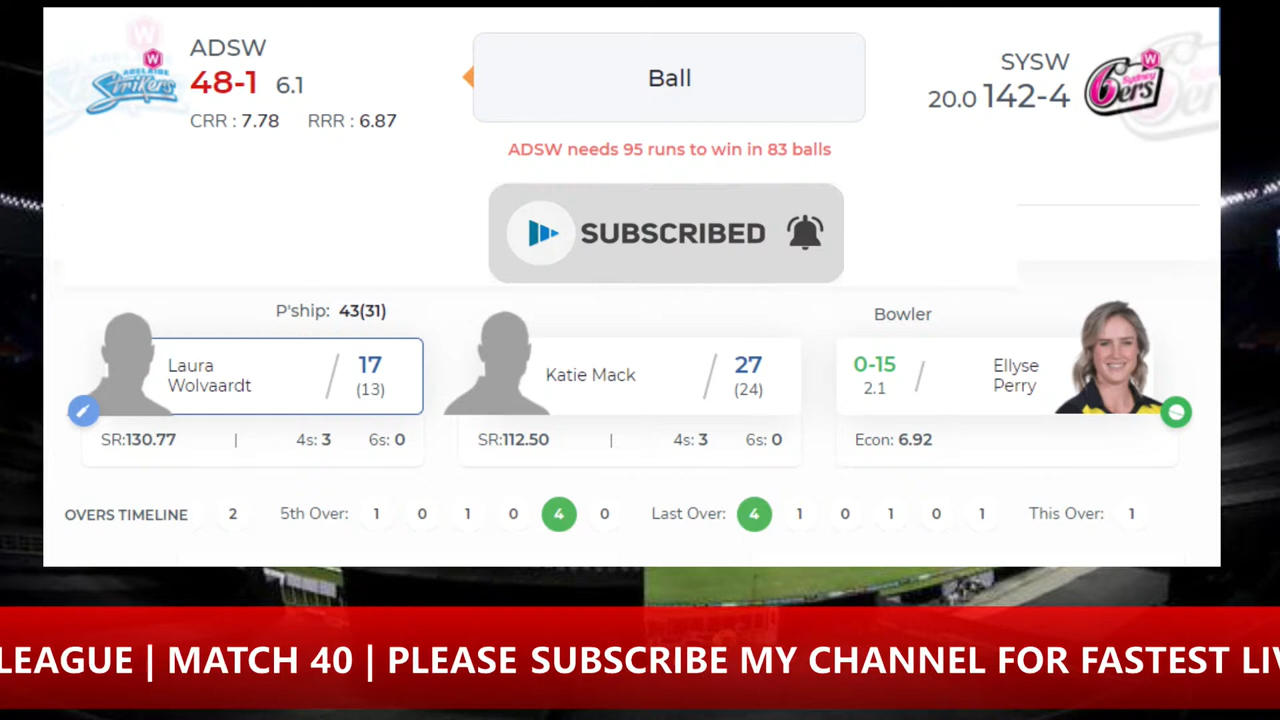 ADSW
48-1 6.1
CRR : 7.78 RRR : 6.87
W
ADELAIDE
Strikers
Ball
ADSW needs 95 runs to win in 83 balls
SYSW
20.0 142-4
W
Sydney
6ers
SUBSCRIBED
P'ship: 43(31)
Laura
Wolvaardt
17
(13)
SR:130.77 | 4s: 3 6s: 0
Katie Mack
27
(24)
SR:112.50 | 4s: 3 6s: 0
Bowler
0-15
2.1
Ellyse
Perry
Econ: 6.92
OVERS TIMELINE 2 5th Over: 1 0 1 0 4 0 Last Over: 4 1 0 1 0 1 This Over: 1
LEAGUE | MATCH 40 | PLEASE SUBSCRIBE MY CHANNEL FOR FASTEST LIV